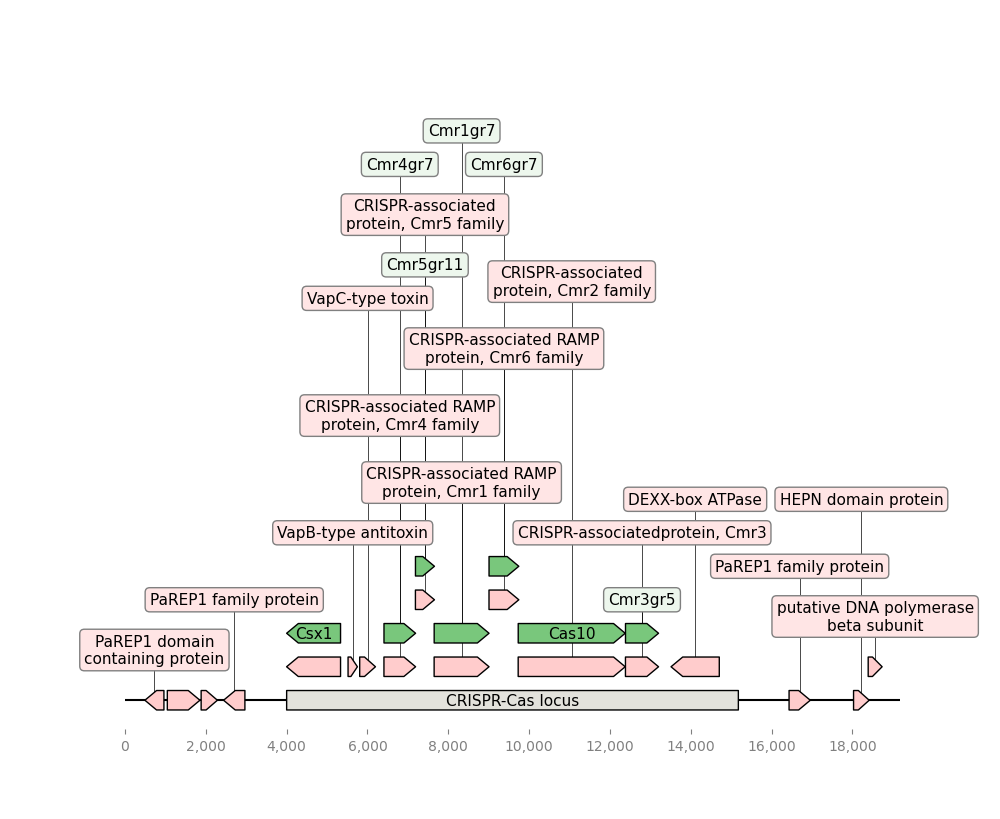 Cmr1gr7
Cmr4gr7
Cmr6gr7
CRISPR-associated
protein, Cmr5 family
Cmr5gr11
CRISPR-associated
protein, Cmr2 family
VapC-type toxin
CRISPR-associated RAMP
protein, Cmr6 family
CRISPR-associated RAMP
protein, Cmr4 family
CRISPR-associated RAMP
protein, Cmr1 family
DEXX-box ATPase
HEPN domain protein
VapB-type antitoxin
CRISPR-associatedprotein, Cmr3
PaREP1 family protein
PaREP1 family protein
Cmr3gr5
putative DNA polymerase
beta subunit
PaREP1 domain
containing protein
Csx1
Cas10
CRISPR-Cas locus
0
2,000
4,000
6,000
8,000
10,000
12,000
14,000
16,000
18,000